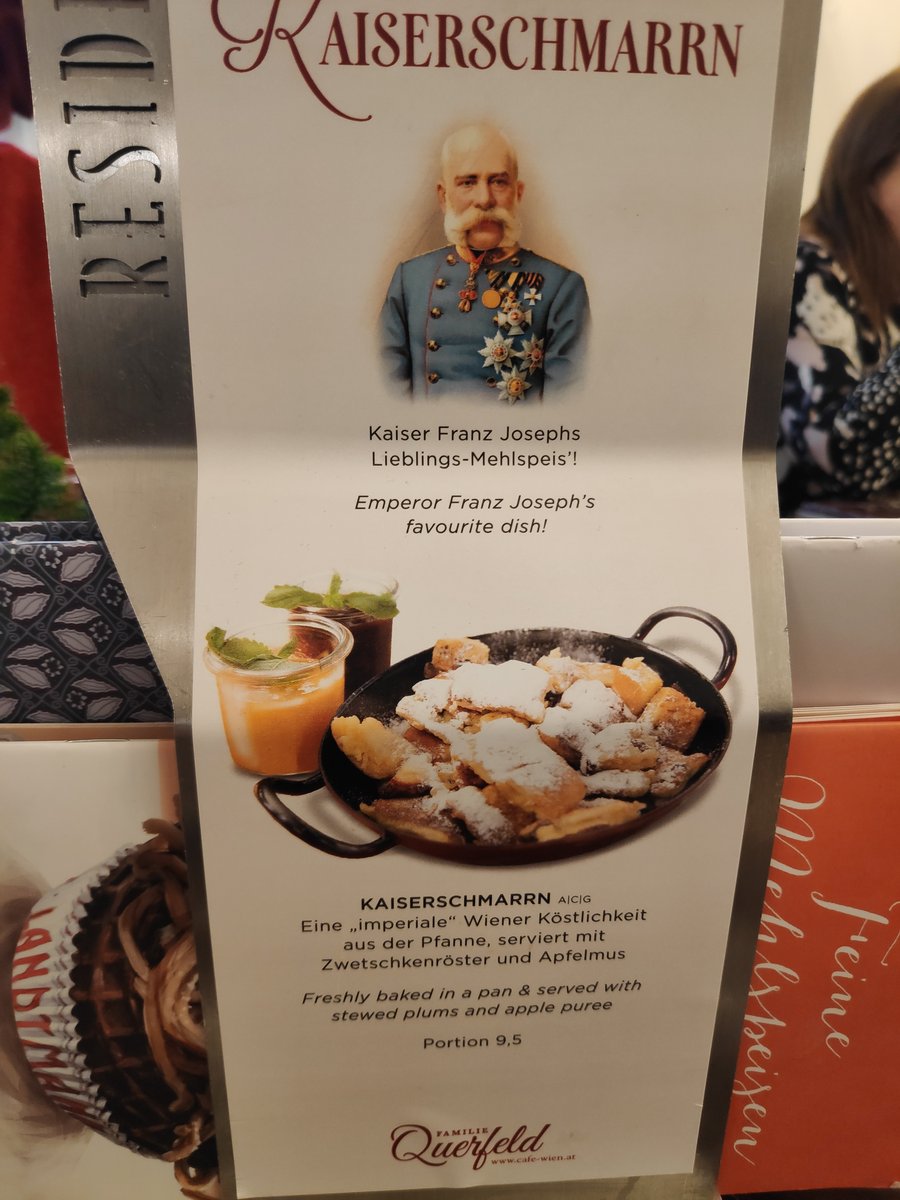 RESID
KAISERSCHMARRN
Kaiser Franz Josephs
Lieblings-Mehlspeis'!
Emperor Franz Joseph's
favourite dish!
KAISERSCHMARRN A|C|G
Eine „imperiale“ Wiener Köstlichkeit
aus der Pfanne, serviert mit
Zwetschkenröster und Apfelmus
Freshly baked in a pan & served with
stewed plums and apple puree
Portion 9,5
FAMILIE
Querfeld
www.cafe-wien.at
Feine
Mehlspeisen